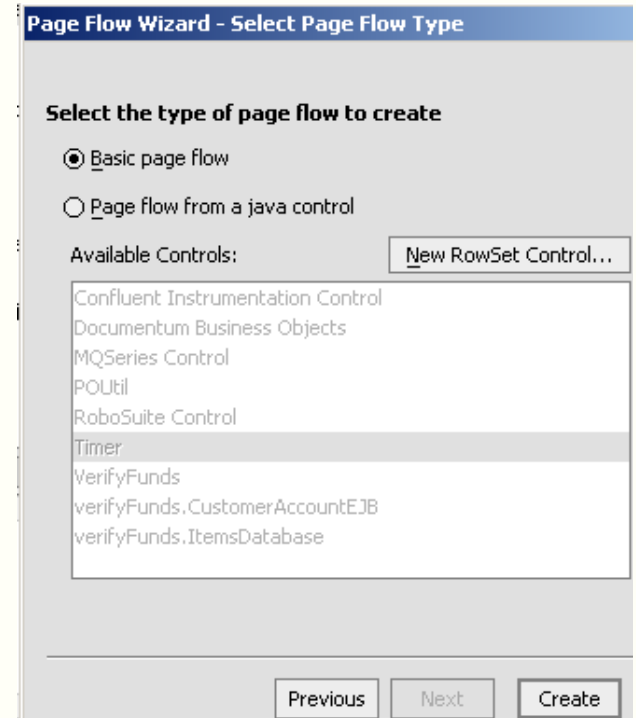 Page Flow Wizard - Select Page Flow Type
Select the type of page flow to create
Basic page flow
Page flow from a java control
Available Controls:
New RowSet Control...
Confluent Instrumentation Control
Documentum Business Objects
MQSeries Control
POUtil
RoboSuite Control
Timer
VerifyFunds
verifyFunds.CustomerAccountEJB
verifyFunds.ItemsDatabase
Previous
Next
Create